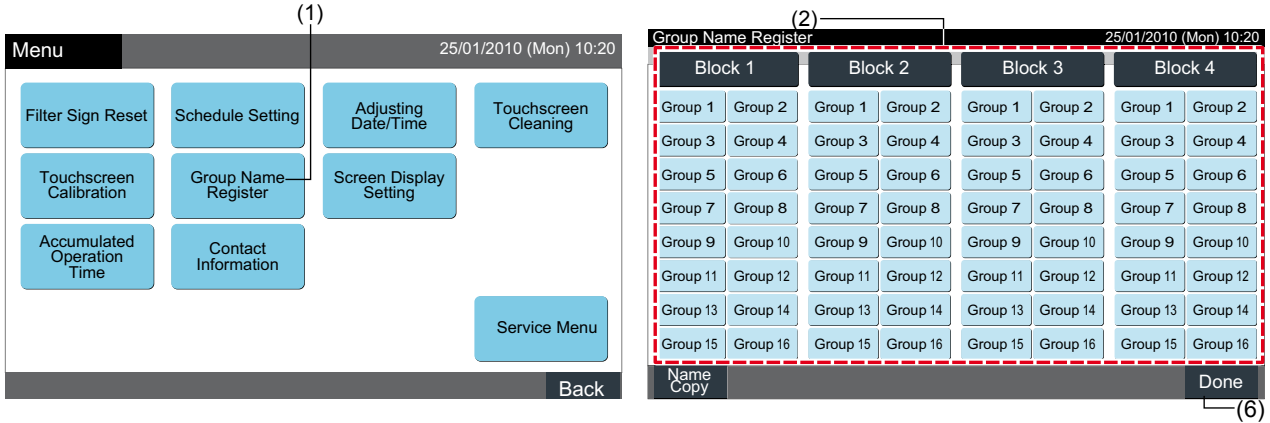 (1)
Menu 25/01/2010 (Mon) 10:20
Filter Sign Reset
Schedule Setting
Adjusting
Date/Time
Touchscreen
Cleaning
Touchscreen
Calibration
Group Name
Register
Screen Display
Setting
Accumulated
Operation
Time
Contact
Information
Service Menu
Back
(2)
Group Name Register 25/01/2010 (Mon) 10:20
Block 1 Block 2 Block 3 Block 4
Group 1 Group 2 Group 1 Group 2 Group 1 Group 2 Group 1 Group 2
Group 3 Group 4 Group 3 Group 4 Group 3 Group 4 Group 3 Group 4
Group 5 Group 6 Group 5 Group 6 Group 5 Group 6 Group 5 Group 6
Group 7 Group 8 Group 7 Group 8 Group 7 Group 8 Group 7 Group 8
Group 9 Group 10 Group 9 Group 10 Group 9 Group 10 Group 9 Group 10
Group 11 Group 12 Group 11 Group 12 Group 11 Group 12 Group 11 Group 12
Group 13 Group 14 Group 13 Group 14 Group 13 Group 14 Group 13 Group 14
Group 15 Group 16 Group 15 Group 16 Group 15 Group 16 Group 15 Group 16
Name
Copy
Done
(6)